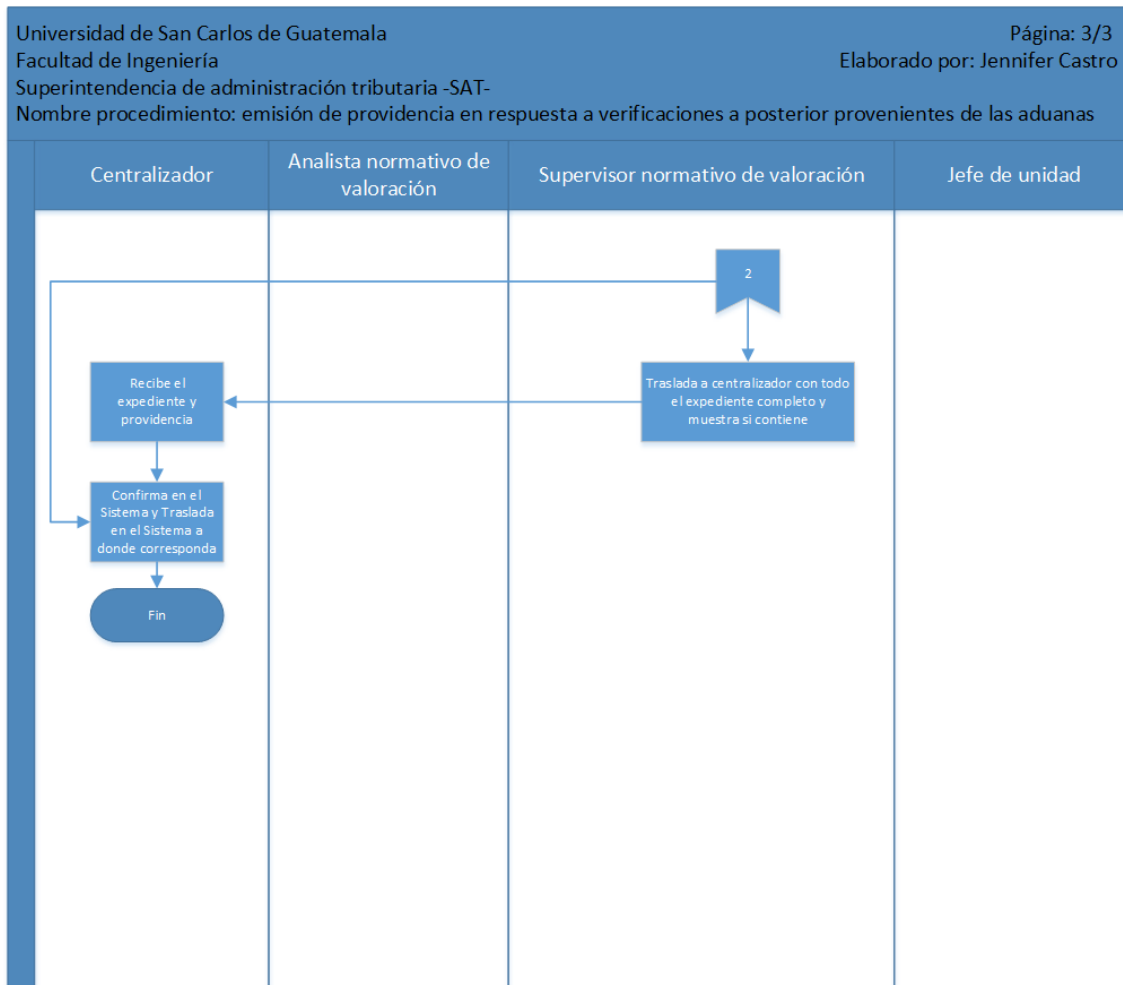 Universidad de San Carlos de Guatemala
Página: 3/3
Facultad de Ingeniería
Elaborado por: Jennifer Castro
Superintendencia de administración tributaria -SAT-
Nombre procedimiento: emisión de providencia en respuesta a verificaciones a posterior provenientes de las aduanas
Centralizador
Analista normativo de
valoración
Supervisor normativo de valoración
Jefe de unidad
2
Traslada a centralizador con todo
el expediente completo y
muestra si contiene
Recibe el
expediente y
providencia
Confirma en el
Sistema y Traslada
en el Sistema a
donde corresponda
Fin